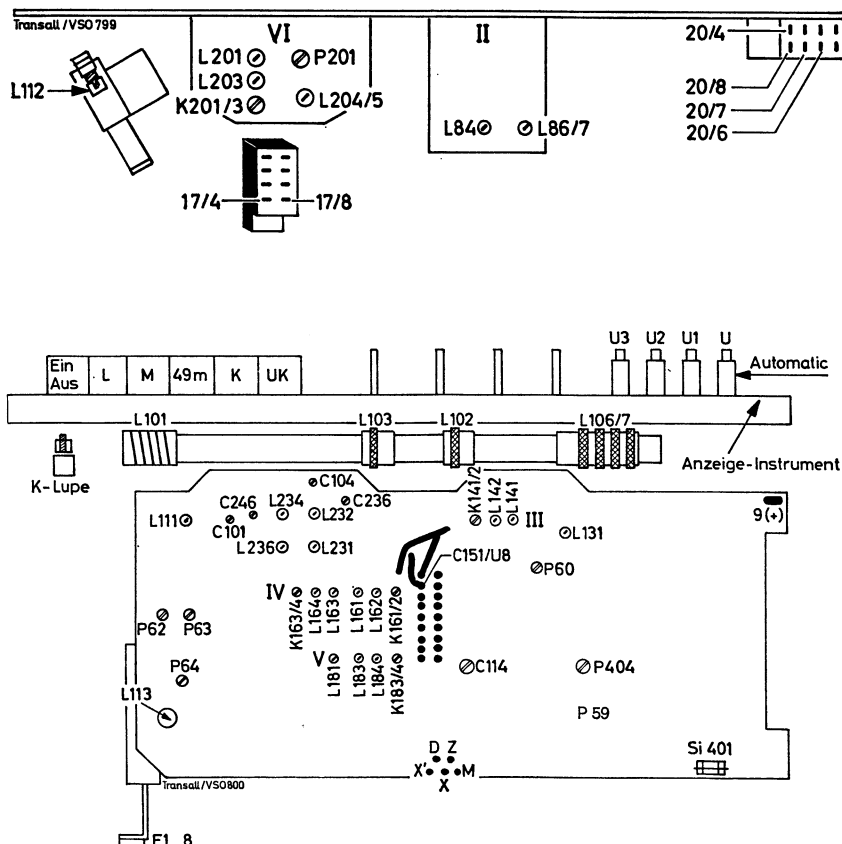 Transall/VSO 799
VI
II
20/4
L201
P201
L203
K201/3
L204/5
L112
20/8
20/7
20/6
L84
L86/7
17/4
17/8
U3
U2
U1
U
Ein
Aus
L
M
49m
K
UK
Automatic
L101
L103
L102
L106/7
K-Lupe
Anzeige-Instrument
C104
K141/2
L142
L141
C246
L234
C236
L232
III
9(+)
L111
C101
L131
L236
L231
C151/U8
P60
IV
K163/4
L164
L163
L161
L162
K161/2
P62
P63
V
L181
L183
L184
K183/4
P64
C114
P404
L113
P 59
D
Z
X'
M
X
Si 401
Transall/VSO800
F1 8